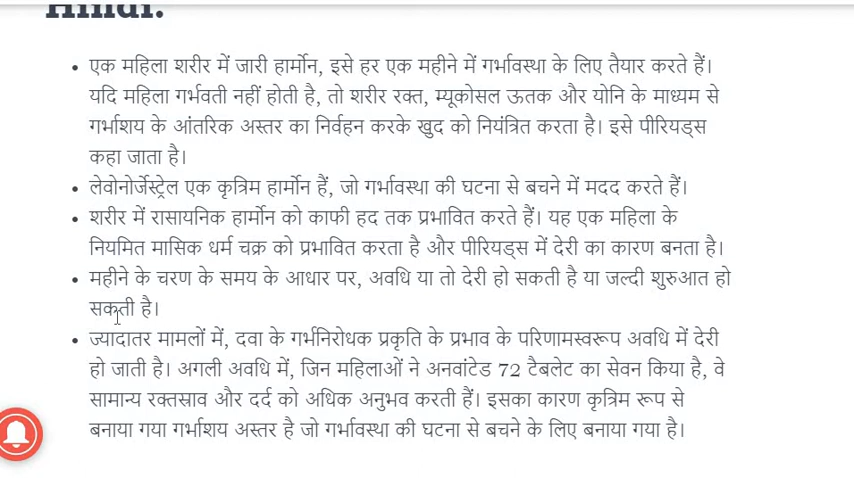 Hindi.
एक महिला शरीर में जारी हार्मोन, इसे हर एक महीने में गर्भावस्था के लिए तैयार करते हैं।
यदि महिला गर्भवती नहीं होती है, तो शरीर रक्त, म्यूकोसल ऊतक और योनि के माध्यम से
गर्भाशय के आंतरिक अस्तर का निर्वहन करके खुद को नियंत्रित करता है। इसे पीरियड्स
कहा जाता है।
लेवोनोर्जेस्ट्रेल एक कृत्रिम हार्मोन हैं, जो गर्भावस्था की घटना से बचने में मदद करते हैं।
शरीर में रासायनिक हार्मोन को काफी हद तक प्रभावित करते हैं। यह एक महिला के
नियमित मासिक धर्म चक्र को प्रभावित करता है और पीरियड्स में देरी का कारण बनता है।
महीने के चरण के समय के आधार पर, अवधि या तो देरी हो सकती है या जल्दी शुरुआत हो
सकती है।
ज्यादातर मामलों में, दवा के गर्भनिरोधक प्रकृति के प्रभाव के परिणामस्वरूप अवधि में देरी
हो जाती है। अगली अवधि में, जिन महिलाओं ने अनवांटेड 72 टैबलेट का सेवन किया है, वे
सामान्य रक्तस्राव और दर्द को अधिक अनुभव करती हैं। इसका कारण कृत्रिम रूप से
बनाया गया गर्भाशय अस्तर है जो गर्भावस्था की घटना से बचने के लिए बनाया गया है।